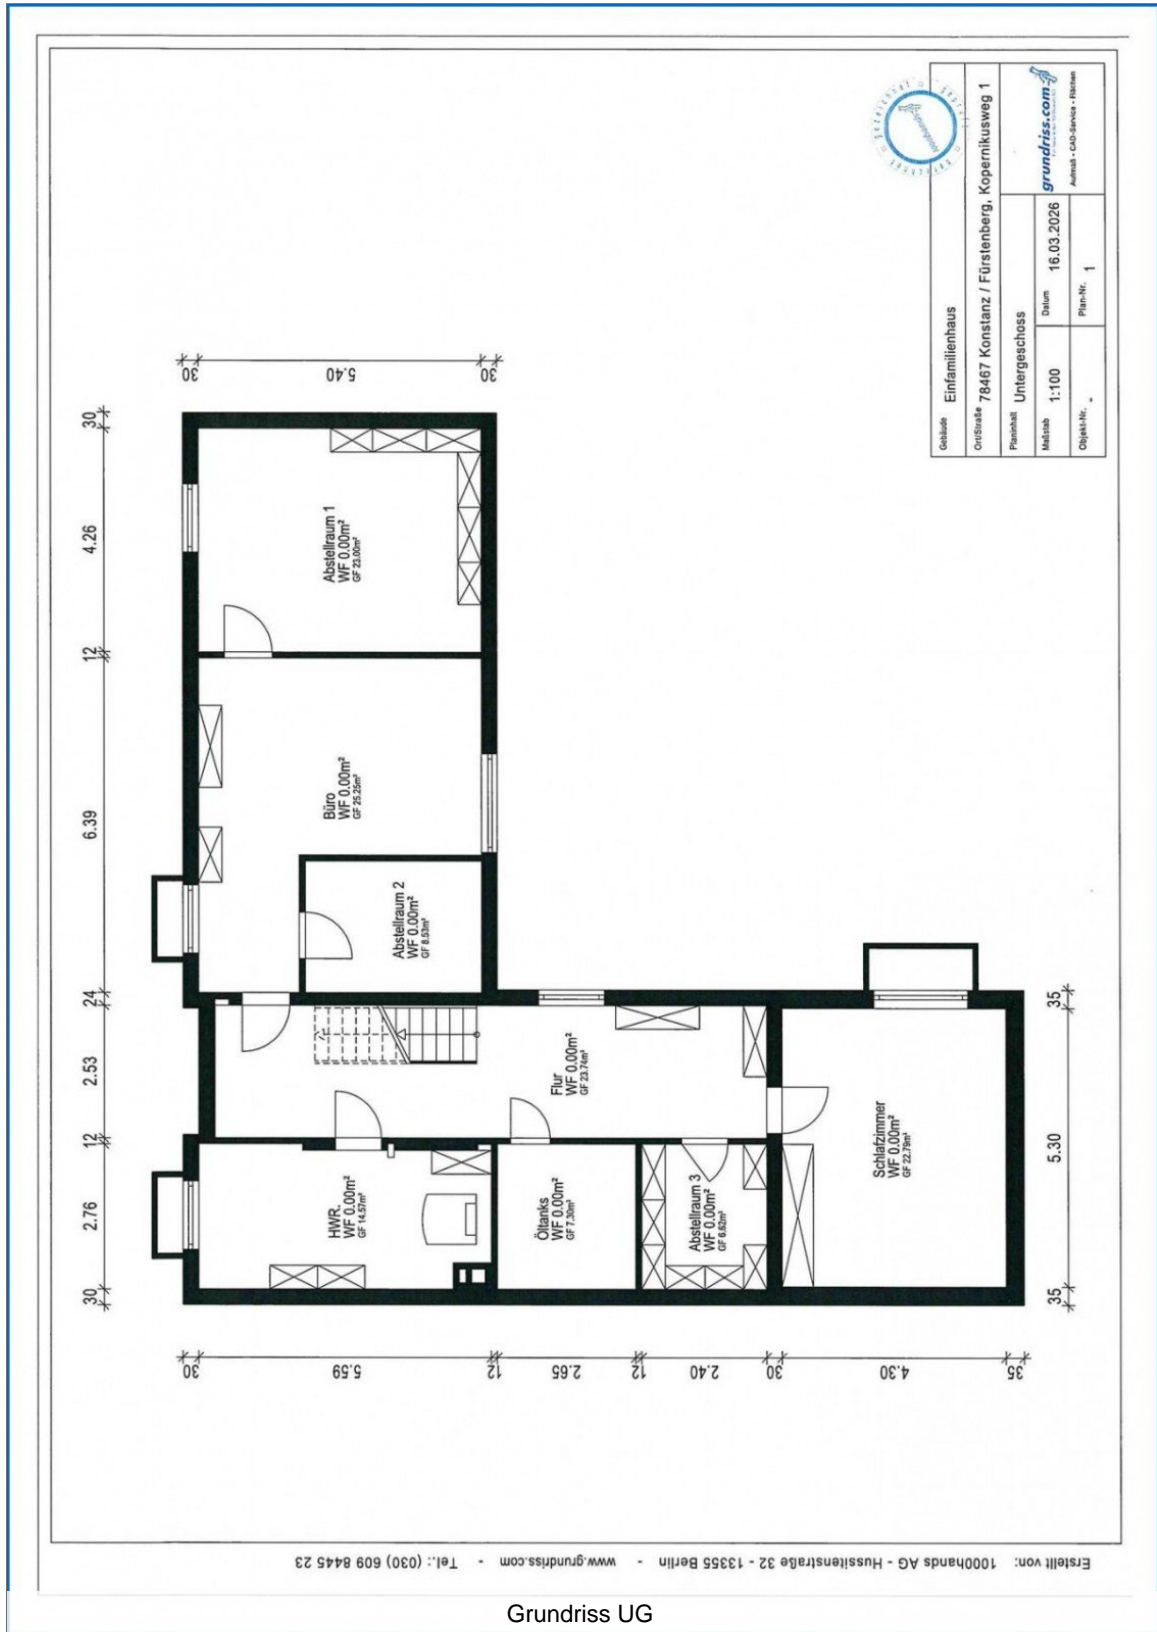 Gebäude Einfamilienhaus
Ort/Straße 78467 Konstanz / Fürstenberg, Kopernikusweg 1
Planinhalt Untergeschoss
Maßstab 1:100
Datum 16.03.2026
Objekt-Nr. -
Plan-Nr. 1
grundriss.com
Aufmaß - CAD-Service - Flächen
30
5.40
30
30
4.26
12
6.39
24
2.53
12
2.76
30
Abstellraum 1
WF 0.00m²
GF 23.00m²
Büro
WF 0.00m²
GF 25.25m²
Abstellraum 2
WF 0.00m²
GF 8.53m²
Flur
WF 0.00m²
GF 23.74m²
HWR.
WF 0.00m²
GF 14.57m²
Öltanks
WF 0.00m²
GF 7.30m²
Abstellraum 3
WF 0.00m²
GF 6.62m²
Schlafzimmer
WF 0.00m²
GF 22.79m²
35
5.30
35
30
5.59
12
2.65
12
2.40
30
4.30
35
Erstellt von: 1000hands AG - Hussitenstraße 32 - 13355 Berlin - www.grundriss.com - Tel.: (030) 609 8445 23
Grundriss UG